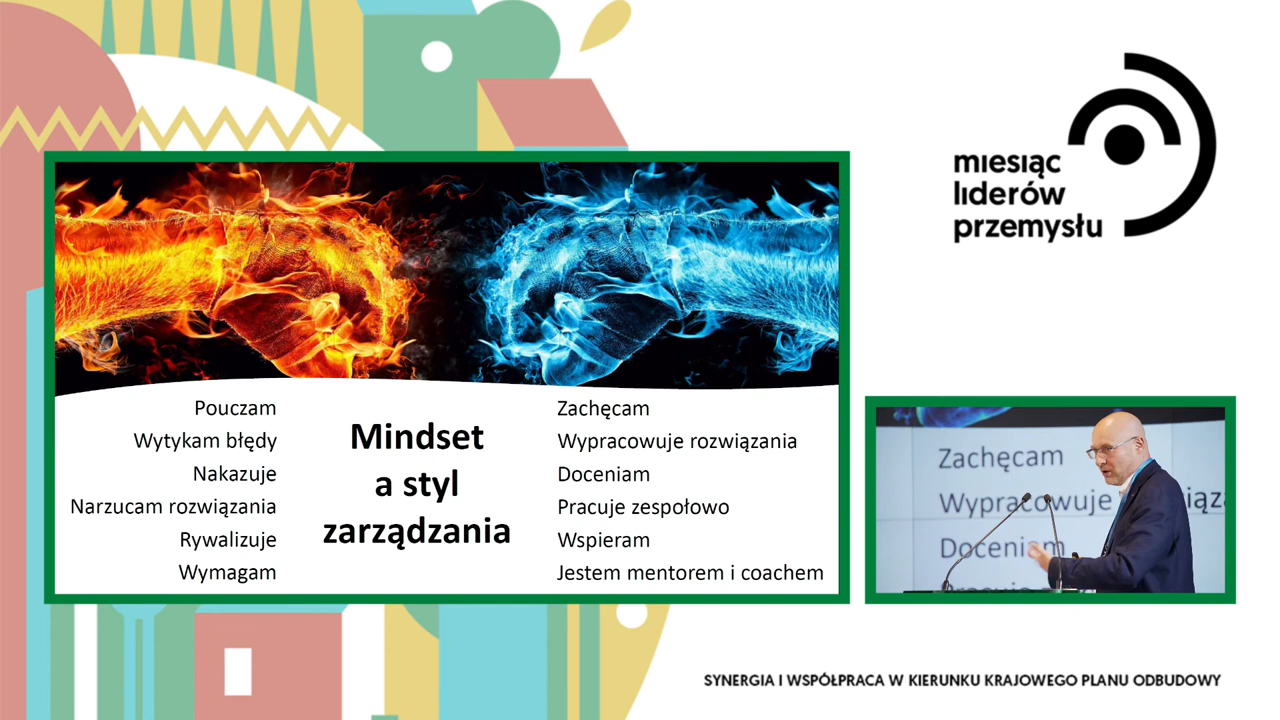 miesiąc
liderów
przemysłu
Pouczam
Wytykam błędy
Nakazuje
Narzucam rozwiązania
Rywalizuje
Wymagam
Mindset
a styl
zarządzania
Zachęcam
Wypracowuje rozwiązania
Doceniam
Pracuje zespołowo
Wspieram
Jestem mentorem i coachem
Zachęcam
Wypracowuje
Doceniam
SYNERGIA I WSPÓŁPRACA W KIERUNKU KRAJOWEGO PLANU ODBUDOWY